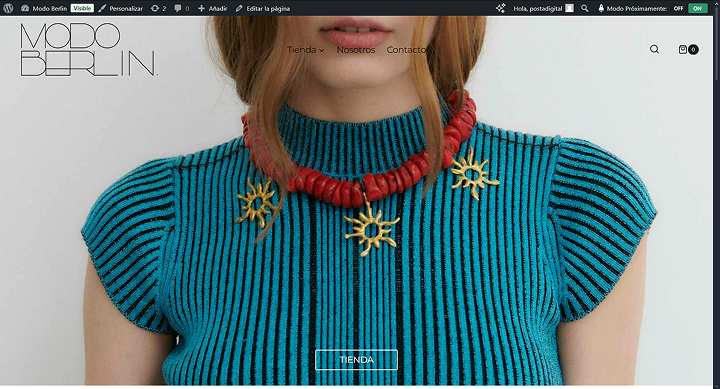 Modo Berlin Visible Personalizar 2 0 Añadir Editar la página Hola, postadigital Modo Próximamente: OFF ON
MODO
BERLIN.
Tienda Nosotros Contacto 0
TIENDA